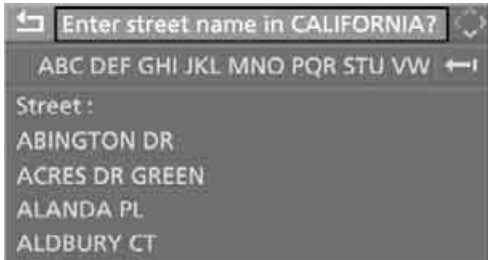 Enter street name in CALIFORNIA?
ABC DEF GHI JKL MNO PQR STU VW
Street :
ABINGTON DR
ACRES DR GREEN
ALANDA PL
ALDBURY CT